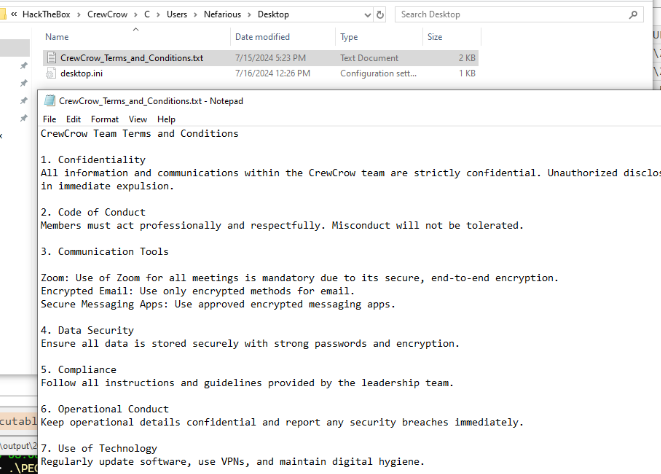 « HackTheBox > CrewCrow > C > Users > Nefarious > Desktop
Search Desktop
Name Date modified Type Size
CrewCrow_Terms_and_Conditions.txt 7/15/2024 5:23 PM Text Document 2 KB
desktop.ini 7/16/2024 12:26 PM Configuration sett... 1 KB
CrewCrow_Terms_and_Conditions.txt - Notepad
File Edit Format View Help
CrewCrow Team Terms and Conditions
1. Confidentiality
All information and communications within the CrewCrow team are strictly confidential. Unauthorized disclos
in immediate expulsion.
2. Code of Conduct
Members must act professionally and respectfully. Misconduct will not be tolerated.
3. Communication Tools
Zoom: Use of Zoom for all meetings is mandatory due to its secure, end-to-end encryption.
Encrypted Email: Use only encrypted methods for email.
Secure Messaging Apps: Use approved encrypted messaging apps.
4. Data Security
Ensure all data is stored securely with strong passwords and encryption.
5. Compliance
Follow all instructions and guidelines provided by the leadership team.
6. Operational Conduct
Keep operational details confidential and report any security breaches immediately.
cutabl
7. Use of Technology
\output\2
Regularly update software, use VPNs, and maintain digital hygiene.
.\PEC